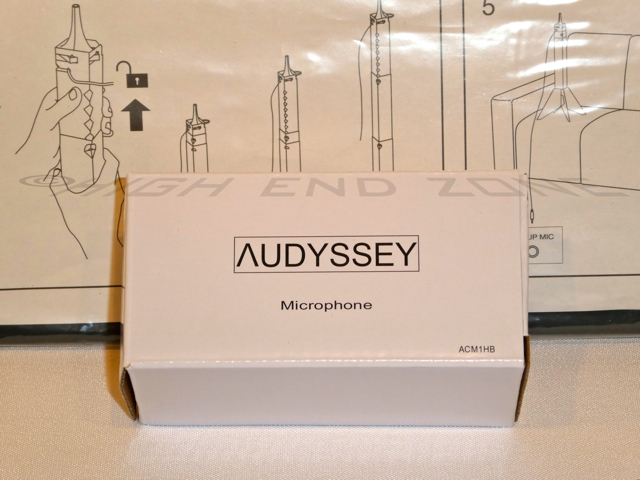 5
©HIGH END ZONE
UP MIC
AUDYSSEY
Microphone
ACM1HB